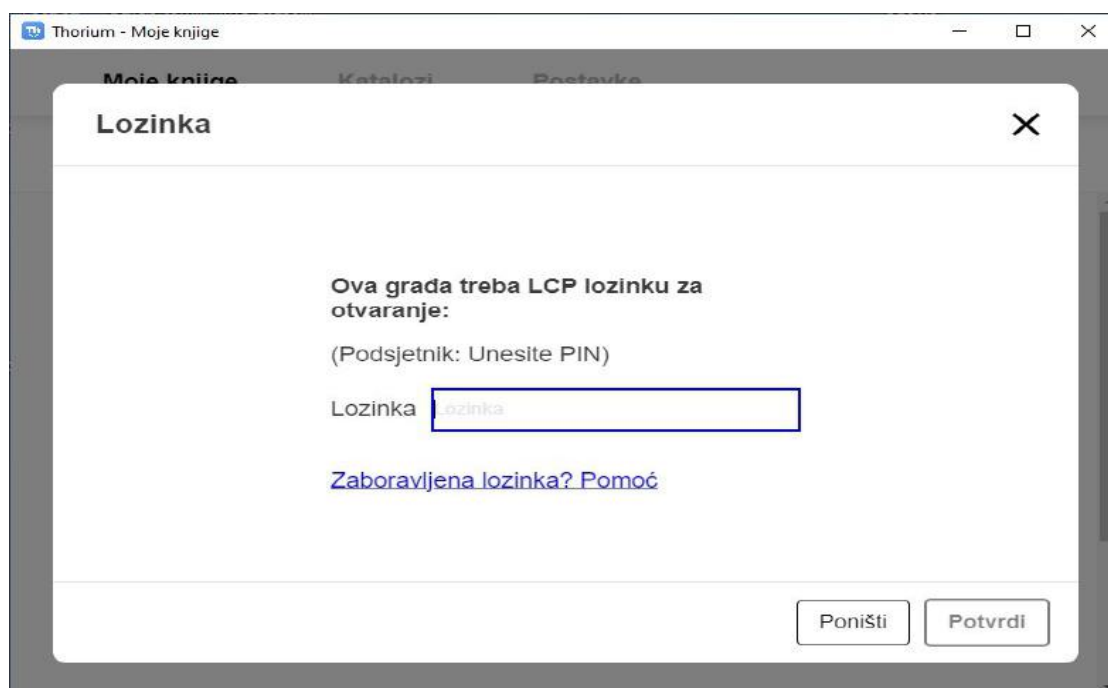 Thorium - Moje knjige
Moje knjige Katalozi Postavke
Lozinka
Ova građa treba LCP lozinku za
otvaranje:
(Podsjetnik: Unesite PIN)
Lozinka Lozinka
Zaboravljena lozinka? Pomoć
Poništi Potvrdi